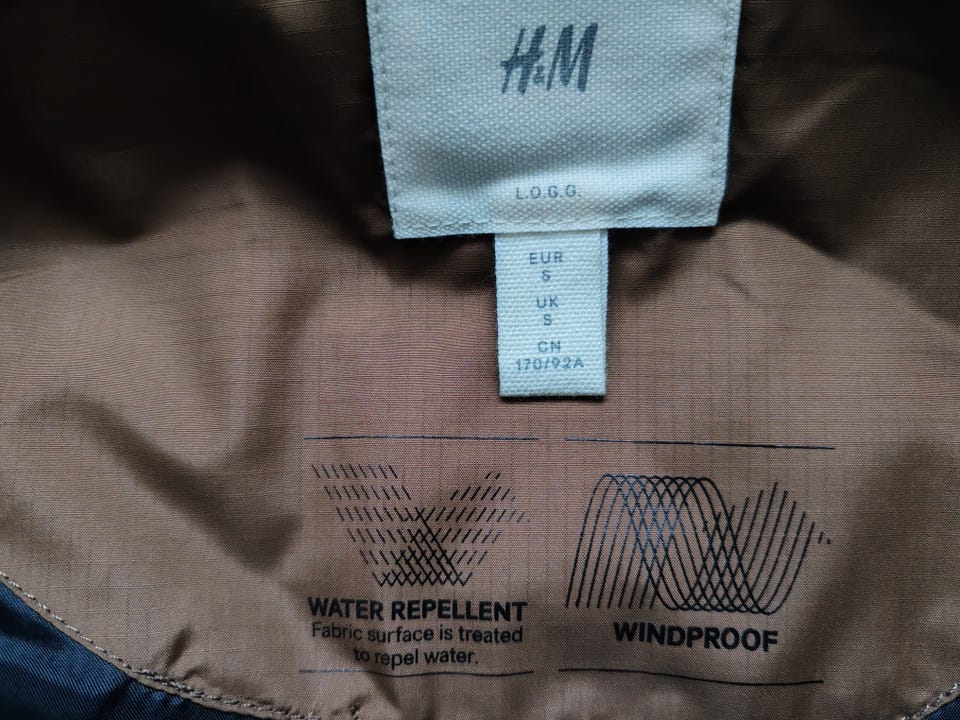 H&M
L.O.G.G.
EUR
S
UK
S
CN
170/92A
WATER REPELLENT
Fabric surface is treated
to repel water.
WINDPROOF